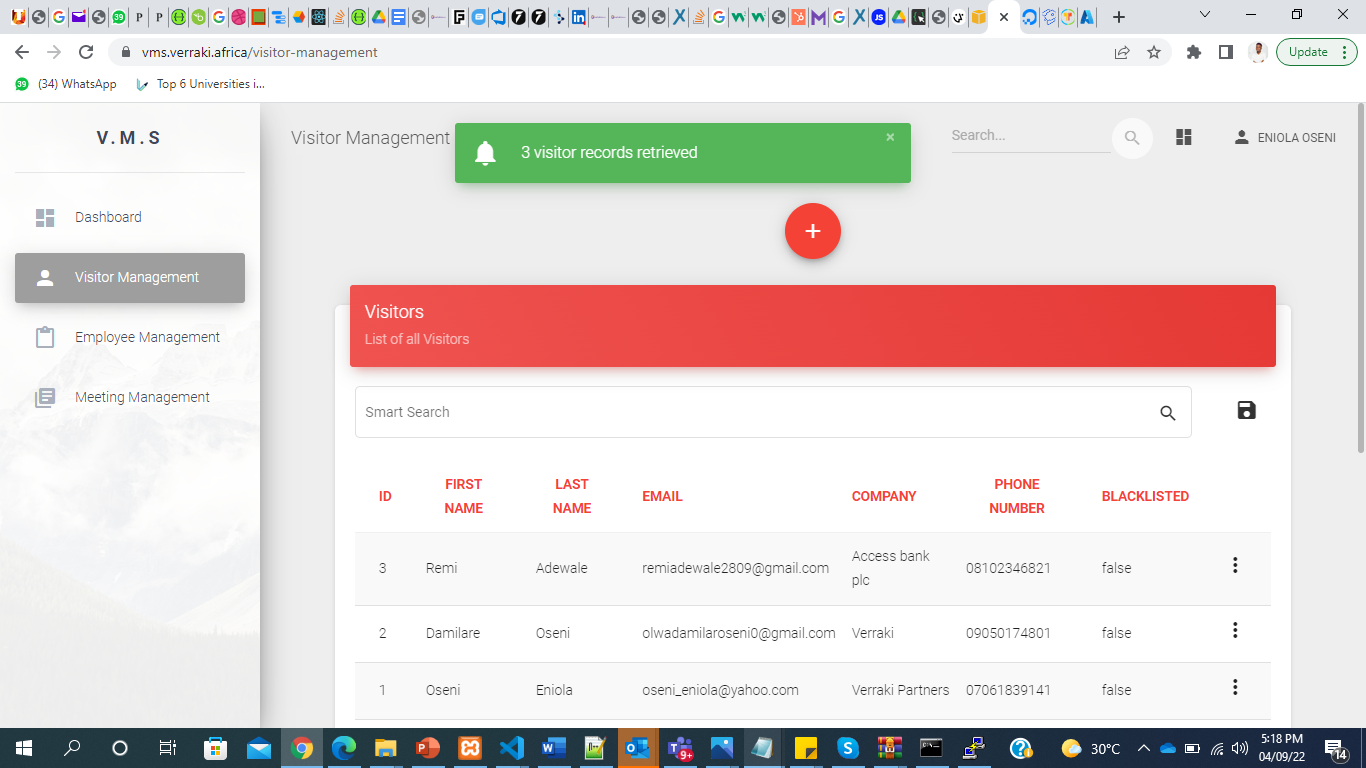 vms.verraki.africa/visitor-management
Update
(34) WhatsApp
Top 6 Universities i...
V.M.S
Visitor Management
3 visitor records retrieved
×
Search...
ENIOLA OSENI
+
Dashboard
Visitor Management
Employee Management
Meeting Management
Visitors
List of all Visitors
Smart Search
ID FIRST NAME LAST NAME EMAIL COMPANY PHONE NUMBER BLACKLISTED
3 Remi Adewale remiadewale2809@gmail.com Access bank plc 08102346821 false
2 Damilare Oseni olwadamilaroseni0@gmail.com Verraki 09050174801 false
1 Oseni Eniola oseni_eniola@yahoo.com Verraki Partners 07061839141 false
30°C
5:18 PM
04/09/22
14